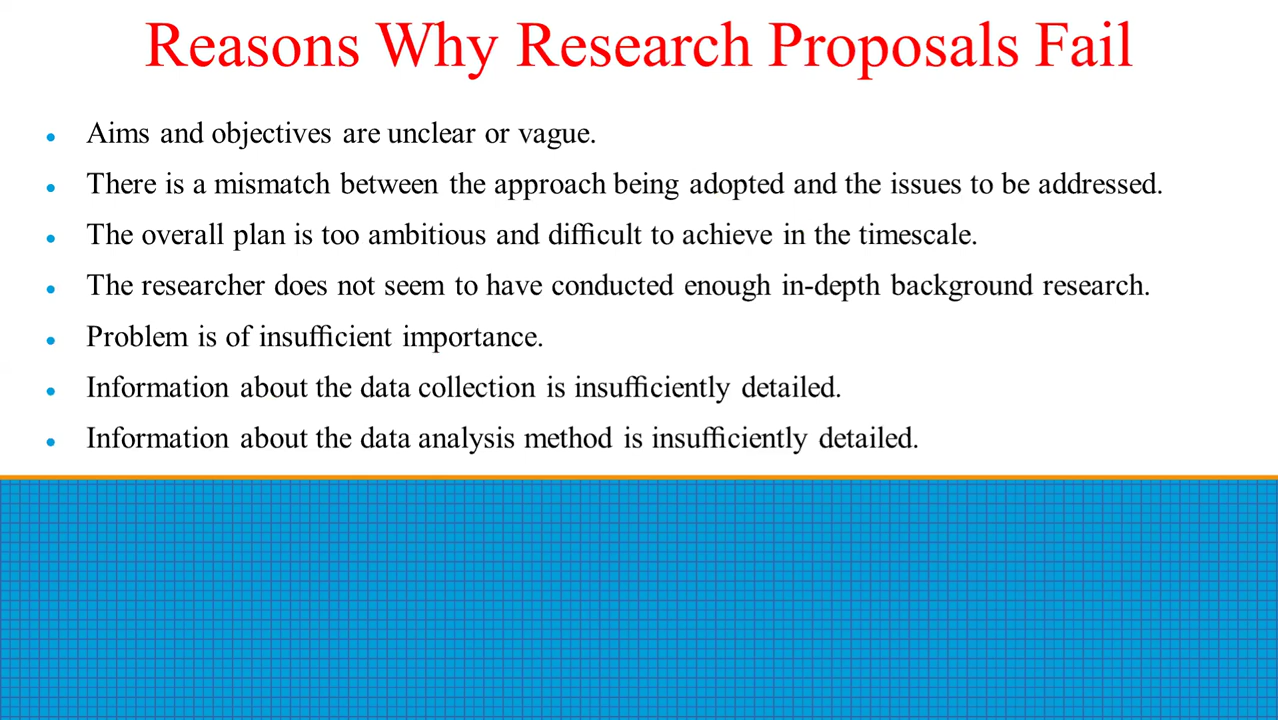 Reasons Why Research Proposals Fail
• Aims and objectives are unclear or vague.
• There is a mismatch between the approach being adopted and the issues to be addressed.
• The overall plan is too ambitious and difficult to achieve in the timescale.
• The researcher does not seem to have conducted enough in-depth background research.
• Problem is of insufficient importance.
• Information about the data collection is insufficiently detailed.
• Information about the data analysis method is insufficiently detailed.